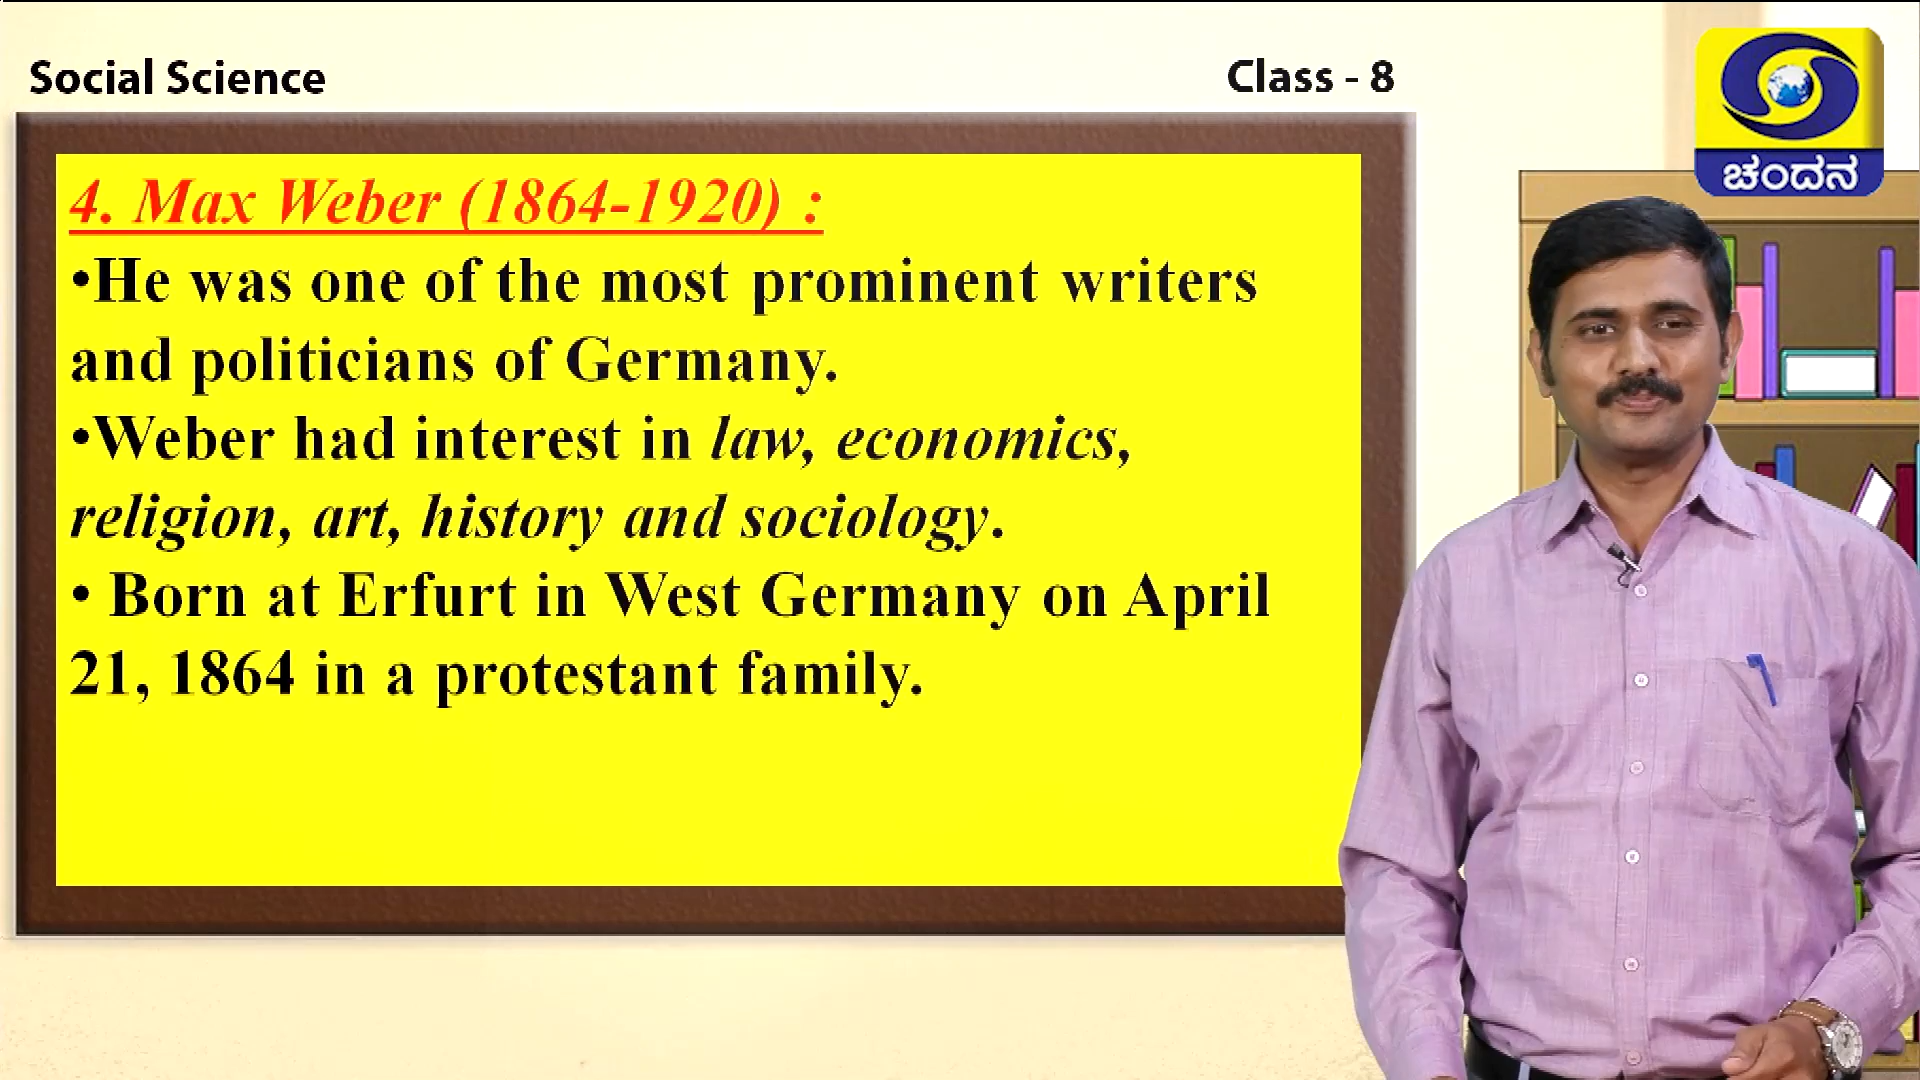 Social Science
Class - 8
ಚಂದನ
4. Max Weber (1864-1920) :
•He was one of the most prominent writers
and politicians of Germany.
•Weber had interest in law, economics,
religion, art, history and sociology.
• Born at Erfurt in West Germany on April
21, 1864 in a protestant family.